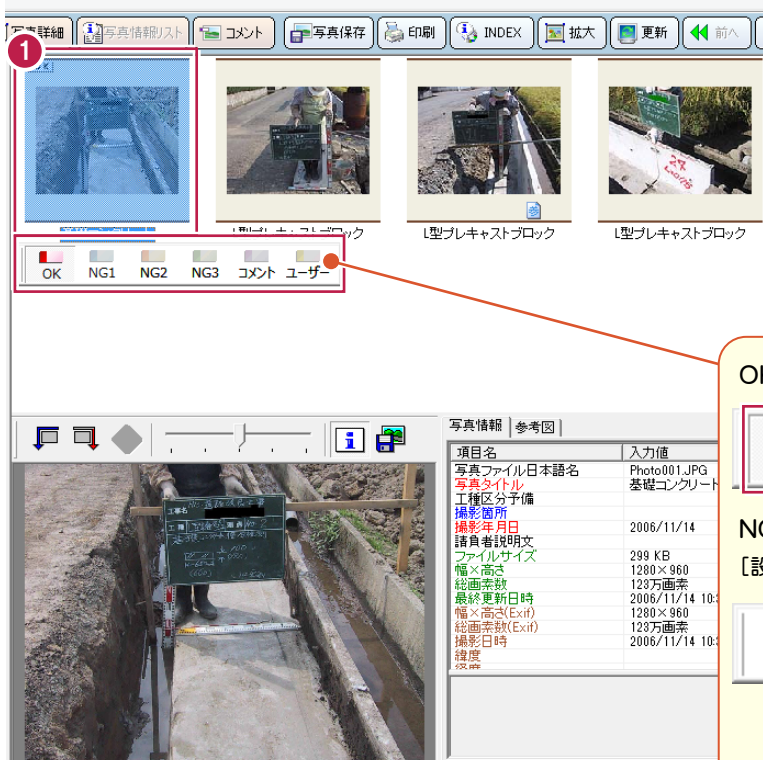 写真詳細 写真情報リスト コメント 写真保存 印刷 INDEX 拡大 更新 前へ
1
OK
L型プレキャストブロック L型プレキャストブロック
OK NG1 NG2 NG3 コメント ユーザー
写真情報 参考図
項目名 入力値
写真ファイル日本語名 Photo001.JPG
写真タイトル 基礎コンクリート
工種区分予備
撮影箇所
撮影年月日 2006/11/14
請負者説明文
ファイルサイズ 299 KB
幅×高さ 1280×960
総画素数 123万画素
最終更新日時 2006/11/14 10:
幅×高さ(Exif) 1280×960
総画素数(Exif) 123万画素
撮影日時 2006/11/14 10:
緯度
工事名
工種